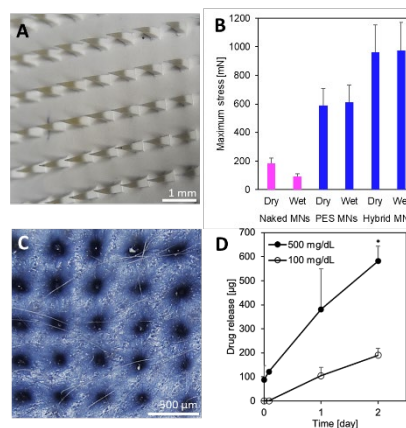 A
1 mm
B
Maximum stress [mN]
1200
1000
800
600
400
200
0
Dry Wet Dry Wet Dry We
Naked MNs PES MNs Hybrid MN
C
500 µm
D
Drug release [µg]
700
600
500
400
300
200
100
0
500 mg/dL
100 mg/dL
*
0 1 2
Time [day]